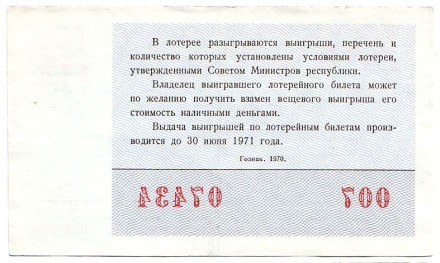 В лотерее разыгрываются выигрыши, перечень и
количество которых установлены условиями лотереи,
утвержденными Советом Министров республики.
Владелец выигравшего лотерейного билета может
по желанию получить взамен вещевого выигрыша его
стоимость наличными деньгами.
Выдача выигрышей по лотерейным билетам произ-
водится до 30 июня 1971 года.
Гознак. 1970.
07434 007